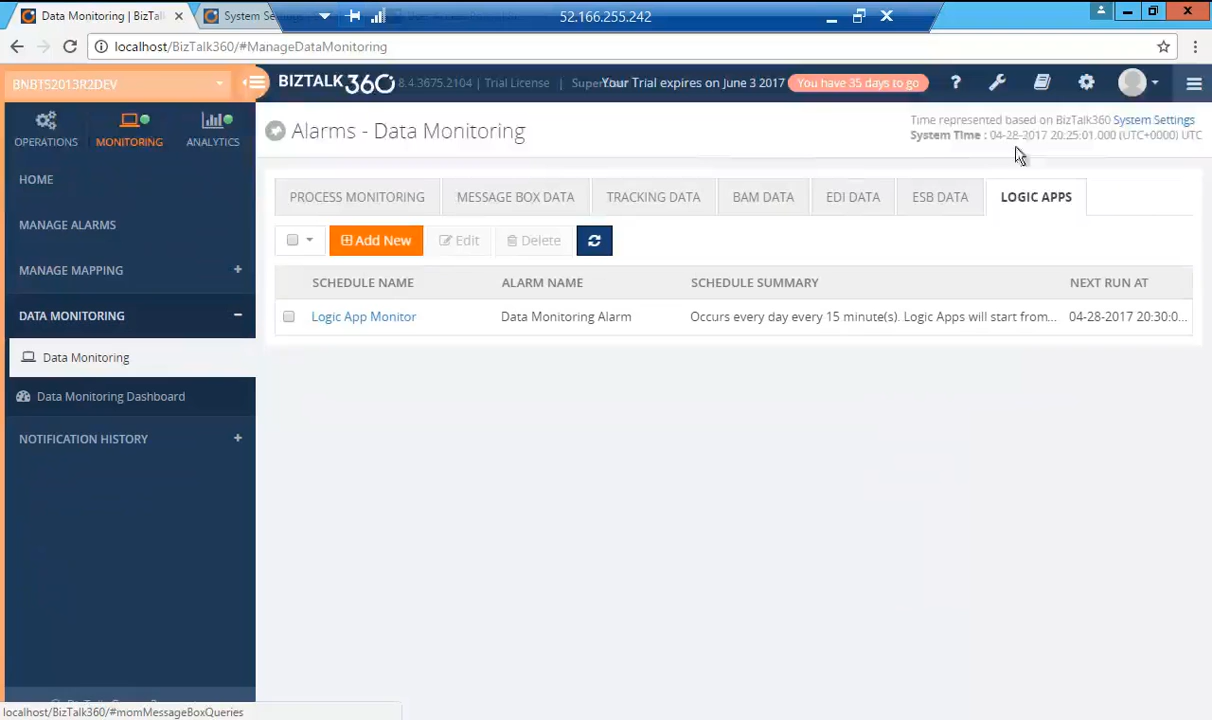 Data Monitoring | BizTalk
System Se
52.166.255.242
localhost/BizTalk360/#ManageDataMonitoring
BNBTS2013R2DEV
BIZTALK360
8.4.3675.2104 | Trial License | Super
Your Trial expires on June 3 2017
You have 35 days to go
OPERATIONS
MONITORING
ANALYTICS
Alarms - Data Monitoring
Time represented based on BizTalk360 System Settings
System Time : 04-28-2017 20:25:01.000 (UTC+0000) UTC
HOME
MANAGE ALARMS
MANAGE MAPPING
DATA MONITORING
Data Monitoring
Data Monitoring Dashboard
NOTIFICATION HISTORY
PROCESS MONITORING
MESSAGE BOX DATA
TRACKING DATA
BAM DATA
EDI DATA
ESB DATA
LOGIC APPS
Add New
Edit
Delete
SCHEDULE NAME
ALARM NAME
SCHEDULE SUMMARY
NEXT RUN AT
Logic App Monitor
Data Monitoring Alarm
Occurs every day every 15 minute(s). Logic Apps will start from...
04-28-2017 20:30:0...
localhost/BizTalk360/#momMessageBoxQueries